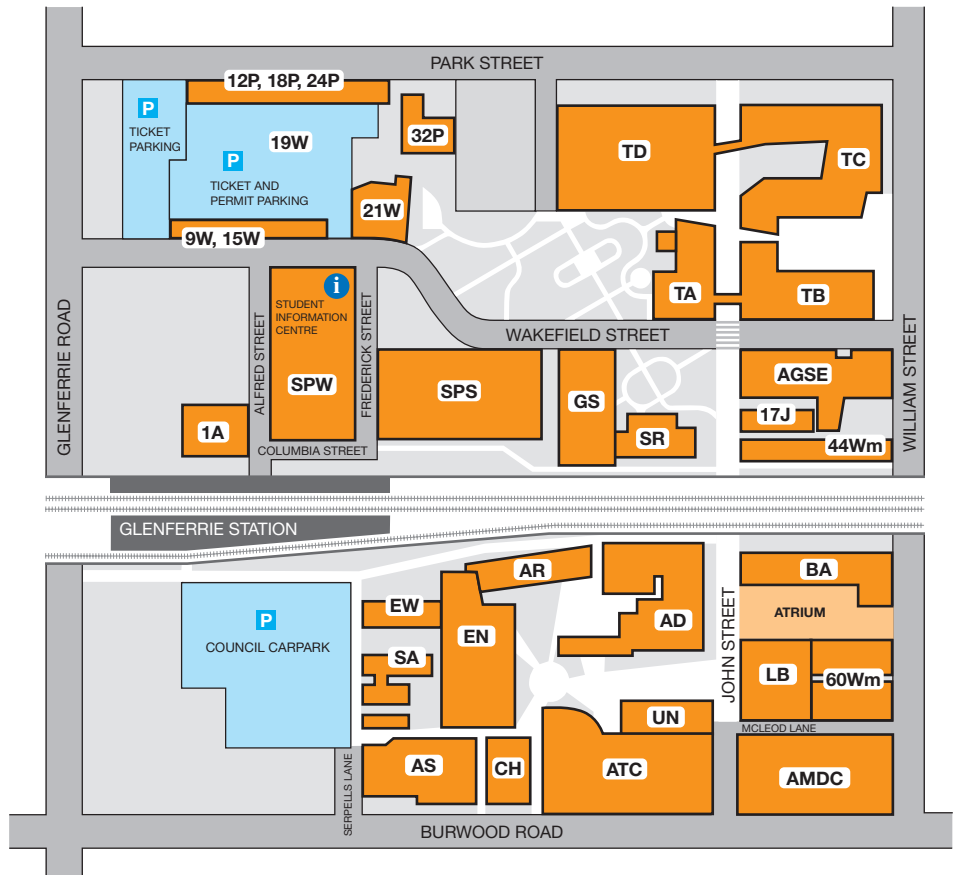 PARK STREET
12P, 18P, 24P
P
TICKET
PARKING
19W
P
TICKET AND
PERMIT PARKING
32P
TD
TC
21W
9W, 15W
TA
TB
i
STUDENT
INFORMATION
CENTRE
SPW
GLENFERRIE ROAD
ALFRED STREET
FREDERICK STREET
WAKEFIELD STREET
WILLIAM STREET
SPS
GS
AGSE
17J
1A
SR
44Wm
COLUMBIA STREET
GLENFERRIE STATION
AR
BA
EW
P
COUNCIL CARPARK
EN
AD
ATRIUM
SA
JOHN STREET
LB
60Wm
UN
MCLEOD LANE
AS
CH
ATC
AMDC
SERPELLS LANE
BURWOOD ROAD